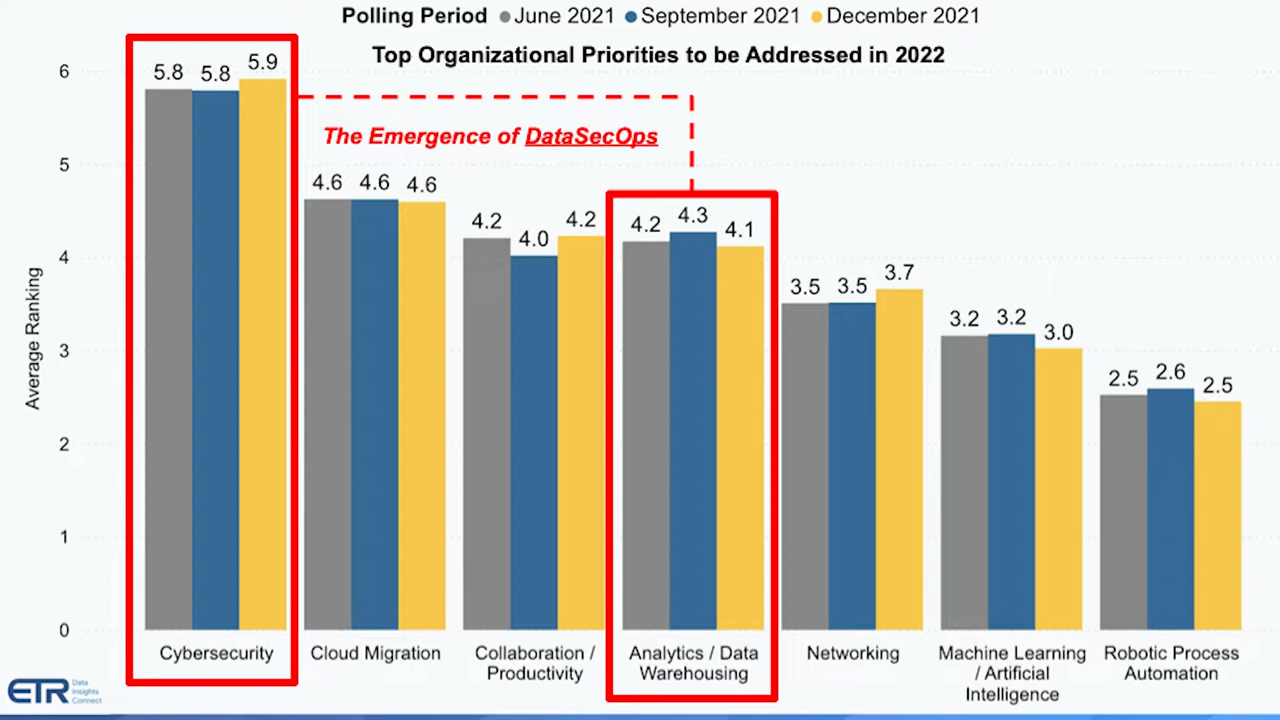 Polling Period June 2021 September 2021 December 2021
Top Organizational Priorities to be Addressed in 2022
The Emergence of DataSecOps
Average Ranking
6
5
4
3
2
1
0
5.8 5.8 5.9
4.6 4.6 4.6
4.2 4.0 4.2
4.2 4.3 4.1
3.5 3.5 3.7
3.2 3.2 3.0
2.5 2.6 2.5
Cybersecurity
Cloud Migration
Collaboration /
Productivity
Analytics / Data
Warehousing
Networking
Machine Learning
/ Artificial
Intelligence
Robotic Process
Automation
ETR
Data
Insights
Connect